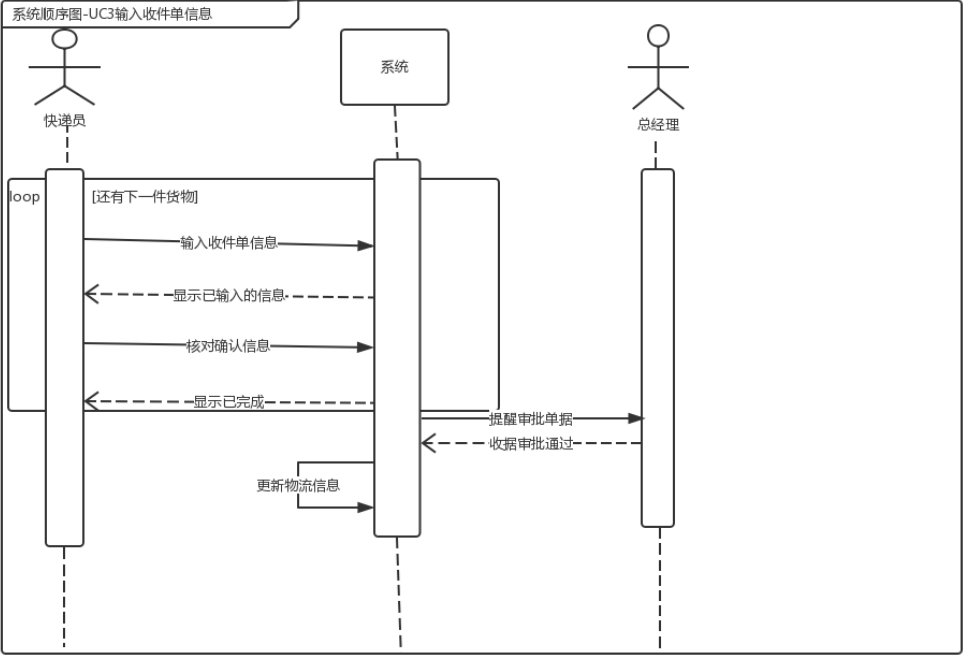 系统顺序图-UC3输入收件单信息
快递员
系统
总经理
loop
[还有下一件货物]
输入收件单信息
显示已输入的信息
核对确认信息
显示已完成
提醒审批单据
收据审批通过
更新物流信息